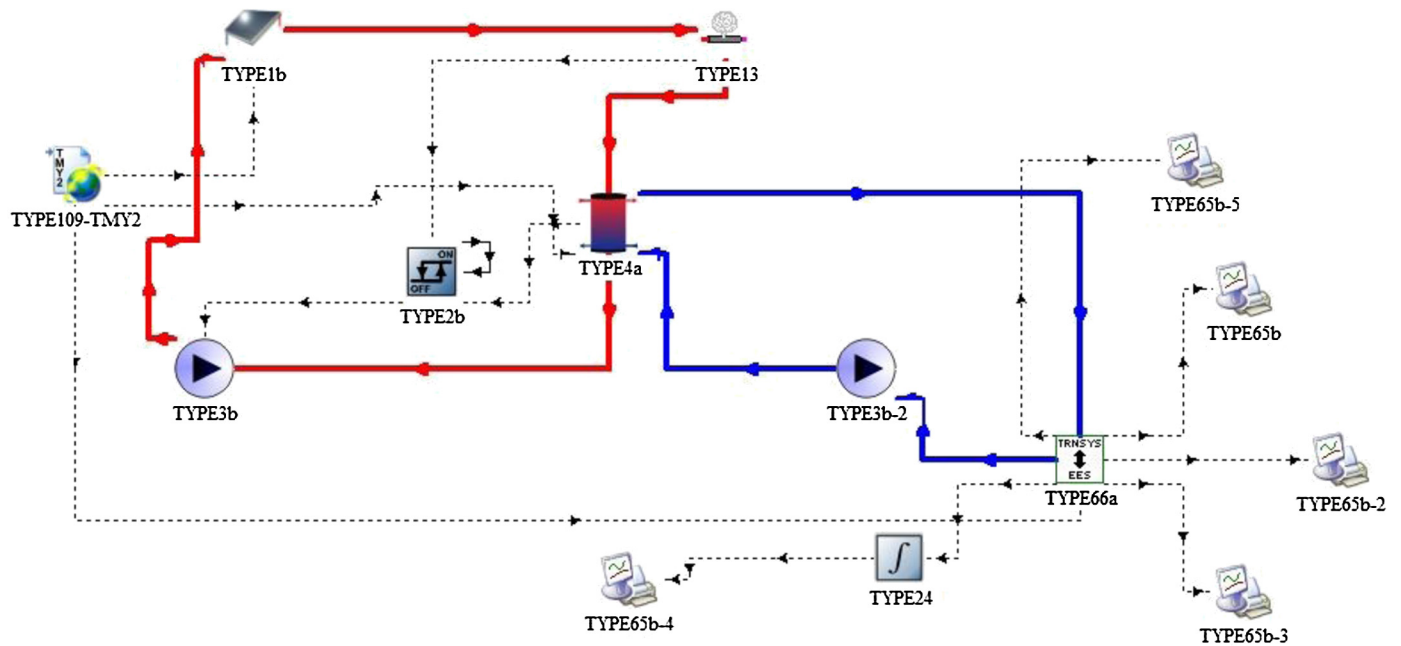 TYPE1b
TYPE13
TMY2
TYPE109-TMY2
TYPE65b-5
TYPE4a
ON
OFF
TYPE2b
TYPE65b
TYPE3b
TYPE3b-2
TRNSYS
EES
TYPE66a
TYPE65b-2
TYPE24
TYPE65b-4
TYPE65b-3